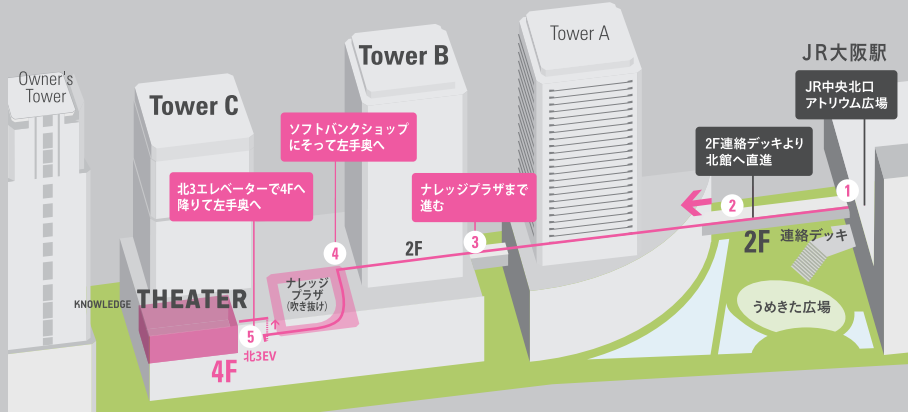 Owner's
Tower
Tower C
Tower B
Tower A
JR大阪駅
JR中央北口
アトリウム広場
2F連絡デッキより
北館へ直進
ソフトバンクショップ
にそって左手奥へ
北3エレベーターで4Fへ
降りて左手奥へ
ナレッジプラザまで
進む
1
2
3
4
5
2F
2F 連絡デッキ
うめきた広場
ナレッジ
プラザ
(吹き抜け)
KNOWLEDGE THEATER
北3EV
4F